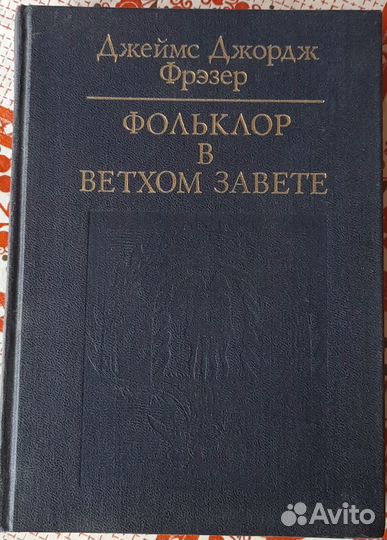 Джеймс Джордж
Фрэзер
ФОЛЬКЛОР
В
ВЕТХОМ ЗАВЕТЕ
Avito